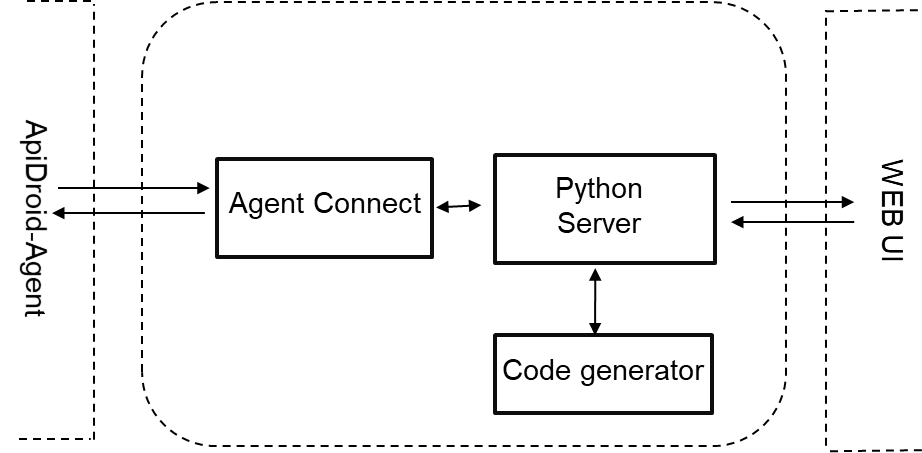 ApiDroid-Agent
Agent Connect
Python
Server
Code generator
WEB UI